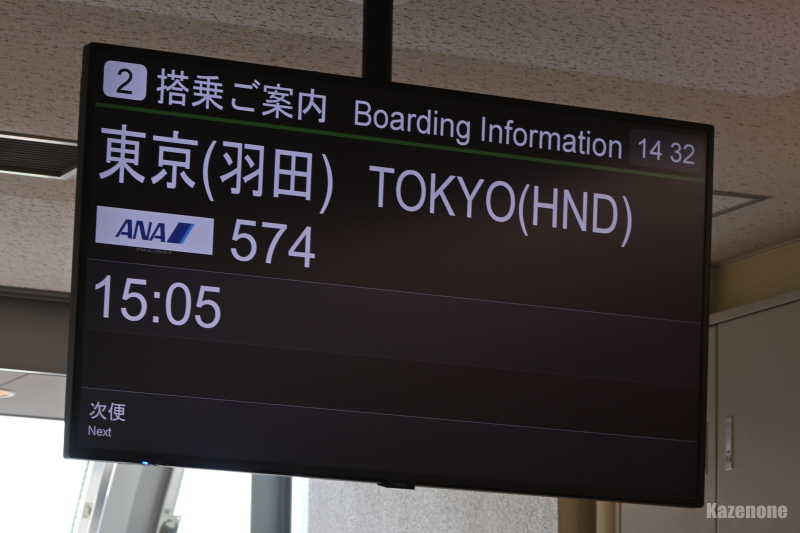 2 搭乗ご案内 Boarding Information 14 32
東京(羽田) TOKYO(HND)
ANA 574
15:05
次便
Next
Kazenone